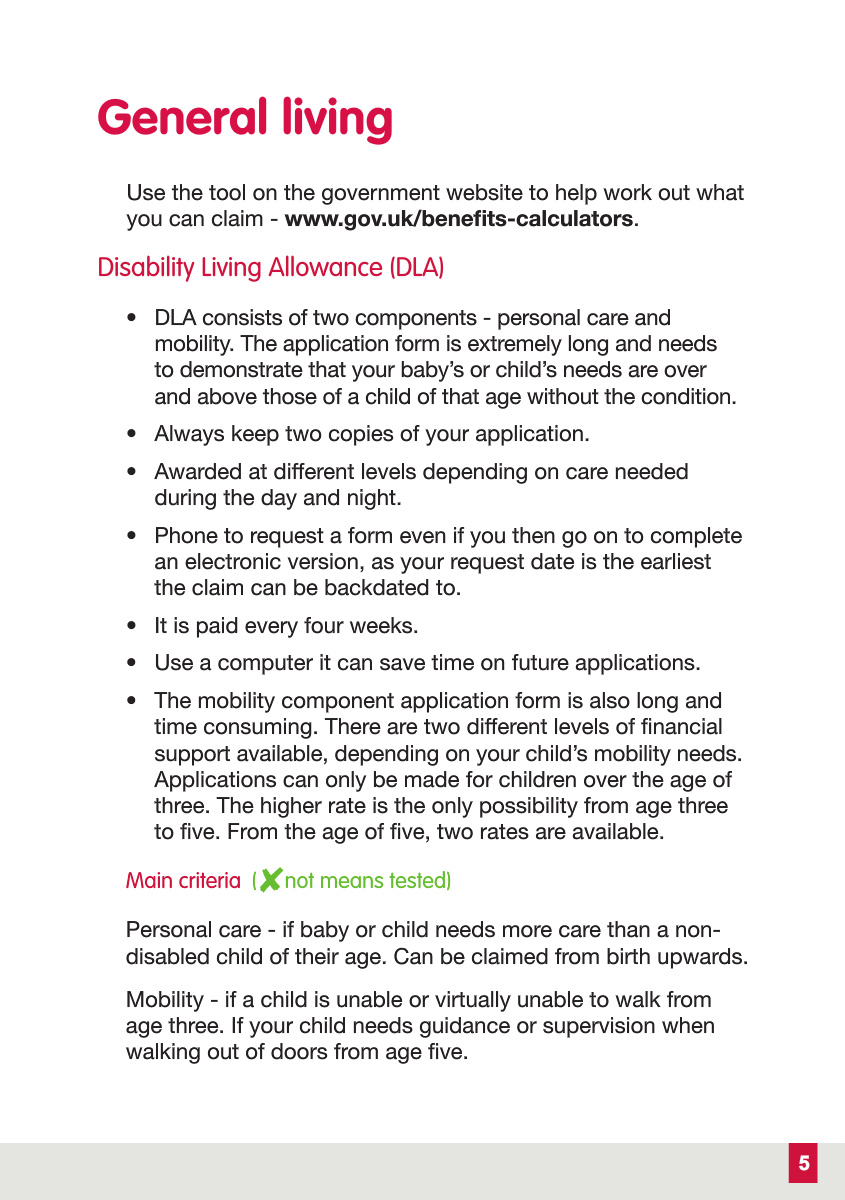 General living
Use the tool on the government website to help work out what
you can claim - www.gov.uk/benefits-calculators.
Disability Living Allowance (DLA)
• DLA consists of two components - personal care and
mobility. The application form is extremely long and needs
to demonstrate that your baby’s or child’s needs are over
and above those of a child of that age without the condition.
• Always keep two copies of your application.
• Awarded at different levels depending on care needed
during the day and night.
• Phone to request a form even if you then go on to complete
an electronic version, as your request date is the earliest
the claim can be backdated to.
• It is paid every four weeks.
• Use a computer it can save time on future applications.
• The mobility component application form is also long and
time consuming. There are two different levels of financial
support available, depending on your child’s mobility needs.
Applications can only be made for children over the age of
three. The higher rate is the only possibility from age three
to five. From the age of five, two rates are available.
Main criteria (✘not means tested)
Personal care - if baby or child needs more care than a non-
disabled child of their age. Can be claimed from birth upwards.
Mobility - if a child is unable or virtually unable to walk from
age three. If your child needs guidance or supervision when
walking out of doors from age five.
5